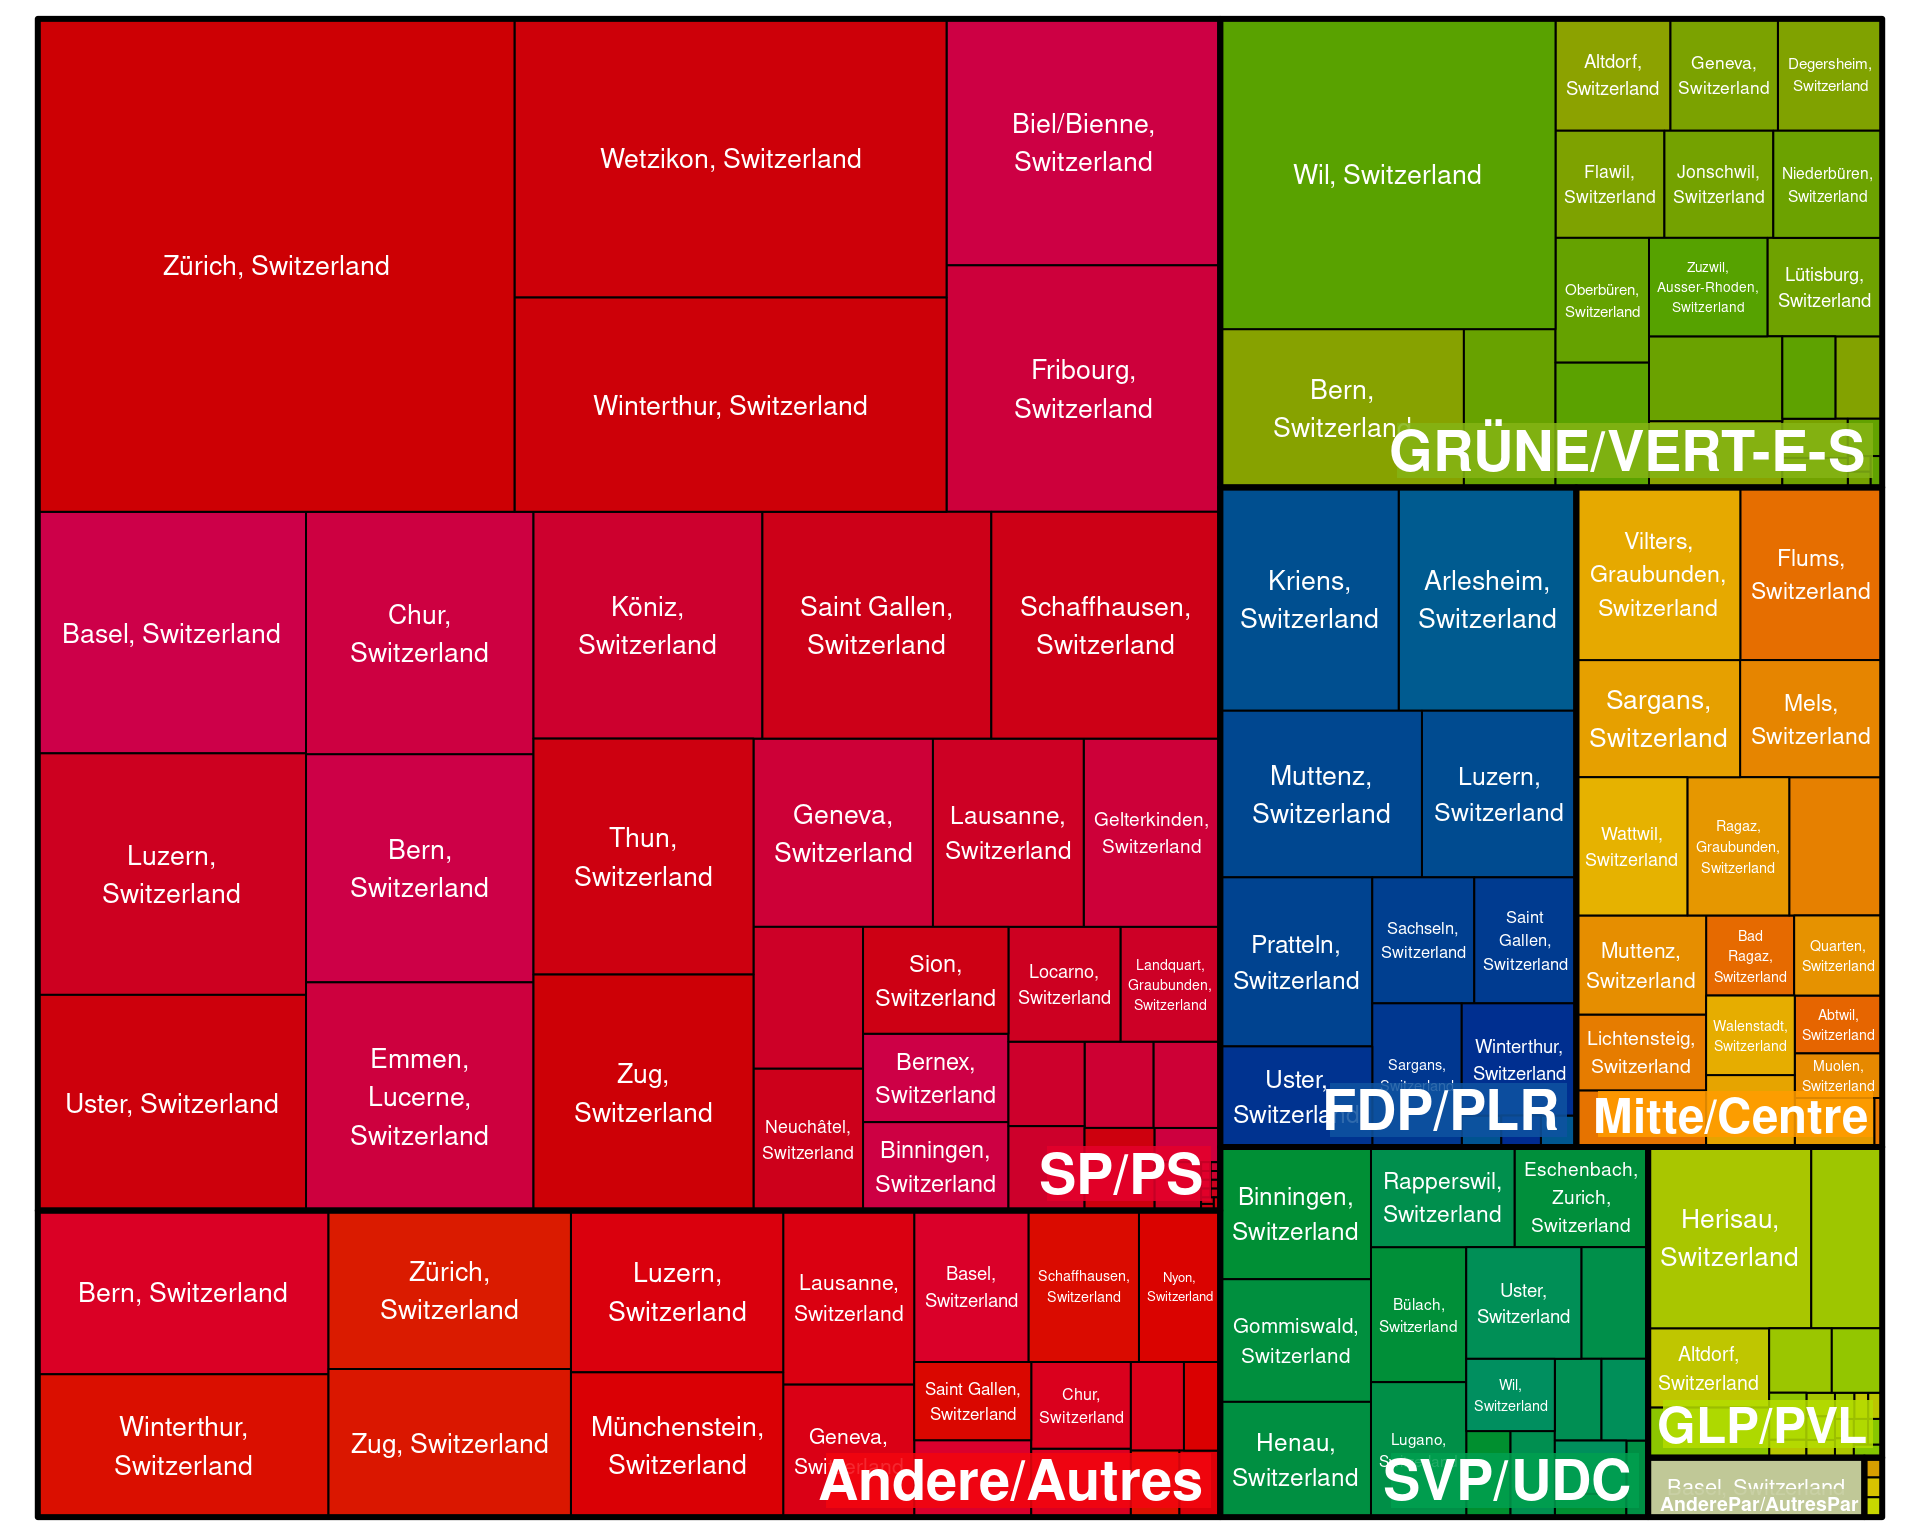 Zürich, Switzerland
Wetzikon, Switzerland
Winterthur, Switzerland
Biel/Bienne,
Switzerland
Fribourg,
Switzerland
Basel, Switzerland
Chur,
Switzerland
Köniz,
Switzerland
Saint Gallen,
Switzerland
Schaffhausen,
Switzerland
Luzern,
Switzerland
Bern,
Switzerland
Thun,
Switzerland
Geneva,
Switzerland
Lausanne,
Switzerland
Gelterkinden,
Switzerland
Uster, Switzerland
Emmen,
Lucerne,
Switzerland
Zug,
Switzerland
Sion,
Switzerland
Locarno,
Switzerland
Landquart,
Graubunden,
Switzerland
Bernex,
Switzerland
Neuchâtel,
Switzerland
Binningen,
Switzerland
SP/PS
Bern, Switzerland
Zürich,
Switzerland
Luzern,
Switzerland
Lausanne,
Switzerland
Basel,
Switzerland
Schaffhausen,
Switzerland
Nyon,
Switzerland
Winterthur,
Switzerland
Zug, Switzerland
Münchenstein,
Switzerland
Geneva,
Switzerland
Saint Gallen,
Switzerland
Chur,
Switzerland
Andere/Autres
Wil, Switzerland
Altdorf,
Switzerland
Geneva,
Switzerland
Degersheim,
Switzerland
Flawil,
Switzerland
Jonschwil,
Switzerland
Niederbüren,
Switzerland
Oberbüren,
Switzerland
Zuzwil,
Ausser-Rhoden,
Switzerland
Lütisburg,
Switzerland
Bern,
Switzerland
GRÜNE/VERT-E-S
Kriens,
Switzerland
Arlesheim,
Switzerland
Muttenz,
Switzerland
Luzern,
Switzerland
Pratteln,
Switzerland
Sachseln,
Switzerland
Saint
Gallen,
Switzerland
Uster,
Switzerland
Sargans,
Switzerland
Winterthur,
Switzerland
FDP/PLR
Vilters,
Graubunden,
Switzerland
Flums,
Switzerland
Sargans,
Switzerland
Mels,
Switzerland
Wattwil,
Switzerland
Ragaz,
Graubunden,
Switzerland
Muttenz,
Switzerland
Bad
Ragaz,
Switzerland
Quarten,
Switzerland
Lichtensteig,
Switzerland
Walenstadt,
Switzerland
Abtwil,
Switzerland
Muolen,
Switzerland
Mitte/Centre
Binningen,
Switzerland
Rapperswil,
Switzerland
Eschenbach,
Zurich,
Switzerland
Gommiswald,
Switzerland
Bülach,
Switzerland
Uster,
Switzerland
Wil,
Switzerland
Henau,
Switzerland
Lugano,
SVP/UDC
Herisau,
Switzerland
Altdorf,
Switzerland
GLP/PVL
Basel, Switzerland
AnderePar/AutresPar